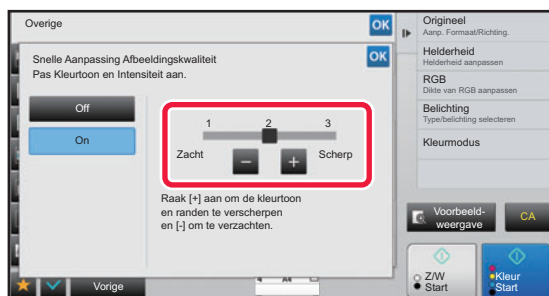 Overige
OK
Snelle Aanpassing Afbeeldingskwaliteit
Pas Kleurtoon en Intensiteit aan.
OK
Off
On
1 2 3
Zacht
Scherp
Raak [+] aan om de kleurtoon
en randen te verscherpen
en [-] om te verzachten.
Vorige
Origineel
Aanp. Formaat/Richting.
Helderheid
Helderheid aanpassen
RGB
Dikte van RGB aanpassen
Belichting
Type/belichting selecteren
Kleurmodus
Voorbeeld-
weergave
CA
Z/W
Start
Kleur
Start